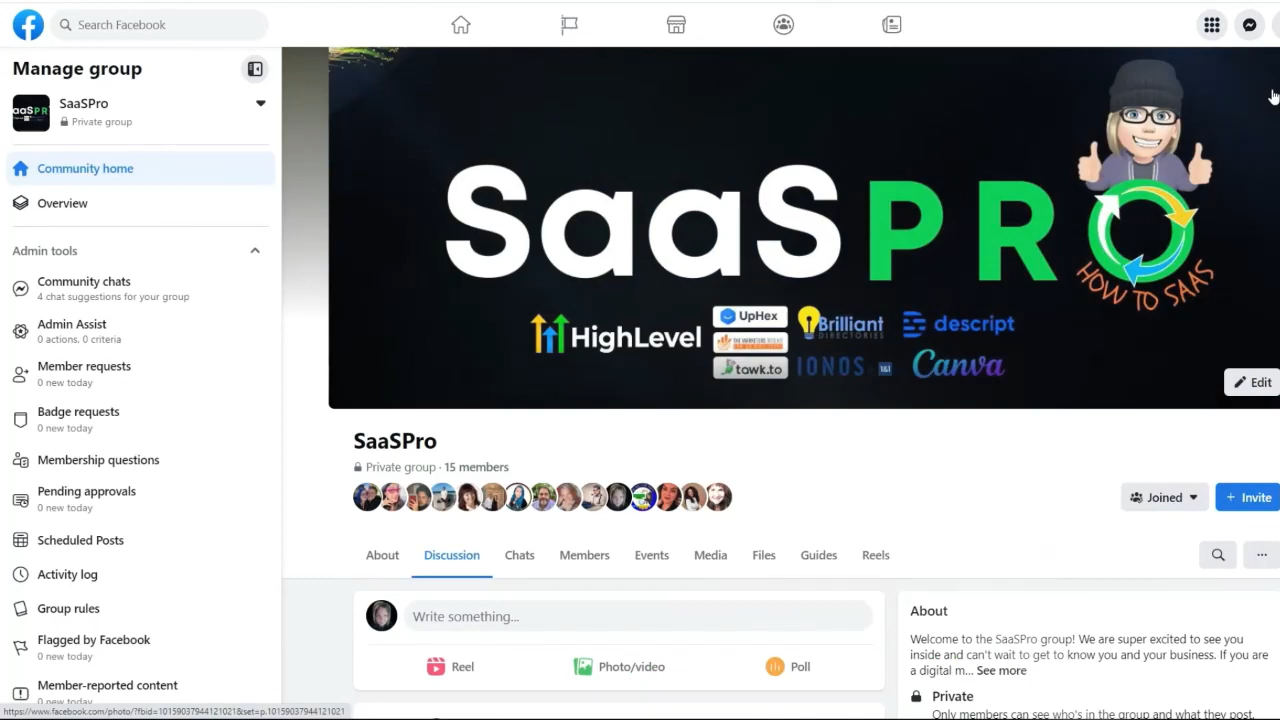 Search Facebook
Manage group
SaaSPro
Private group
Community home
Overview
Admin tools
Community chats
4 chat suggestions for your group
Admin Assist
0 actions, 0 criteria
Member requests
0 new today
Badge requests
0 new today
Membership questions
Pending approvals
0 new today
Scheduled Posts
Activity log
Group rules
Flagged by Facebook
0 new today
Member-reported content
0 new today
https://www.facebook.com/photo/?fbid=10159037944121021&set=p.10159037944121021
SaaSPRO
HOW TO SAAS
HighLevel
UpHex
tawk.to
Brilliant
DIRECTORIES
descript
IONOS 1&1
Canva
Edit
SaaSPro
Private group · 15 members
Joined
+ Invite
About Discussion Chats Members Events Media Files Guides Reels
Write something...
Reel Photo/video Poll
About
Welcome to the SaaSPro group! We are super excited to see you
inside and can't wait to get to know you and your business. If you are
a digital m... See more
Private
Only members can see who's in the group and what they post.